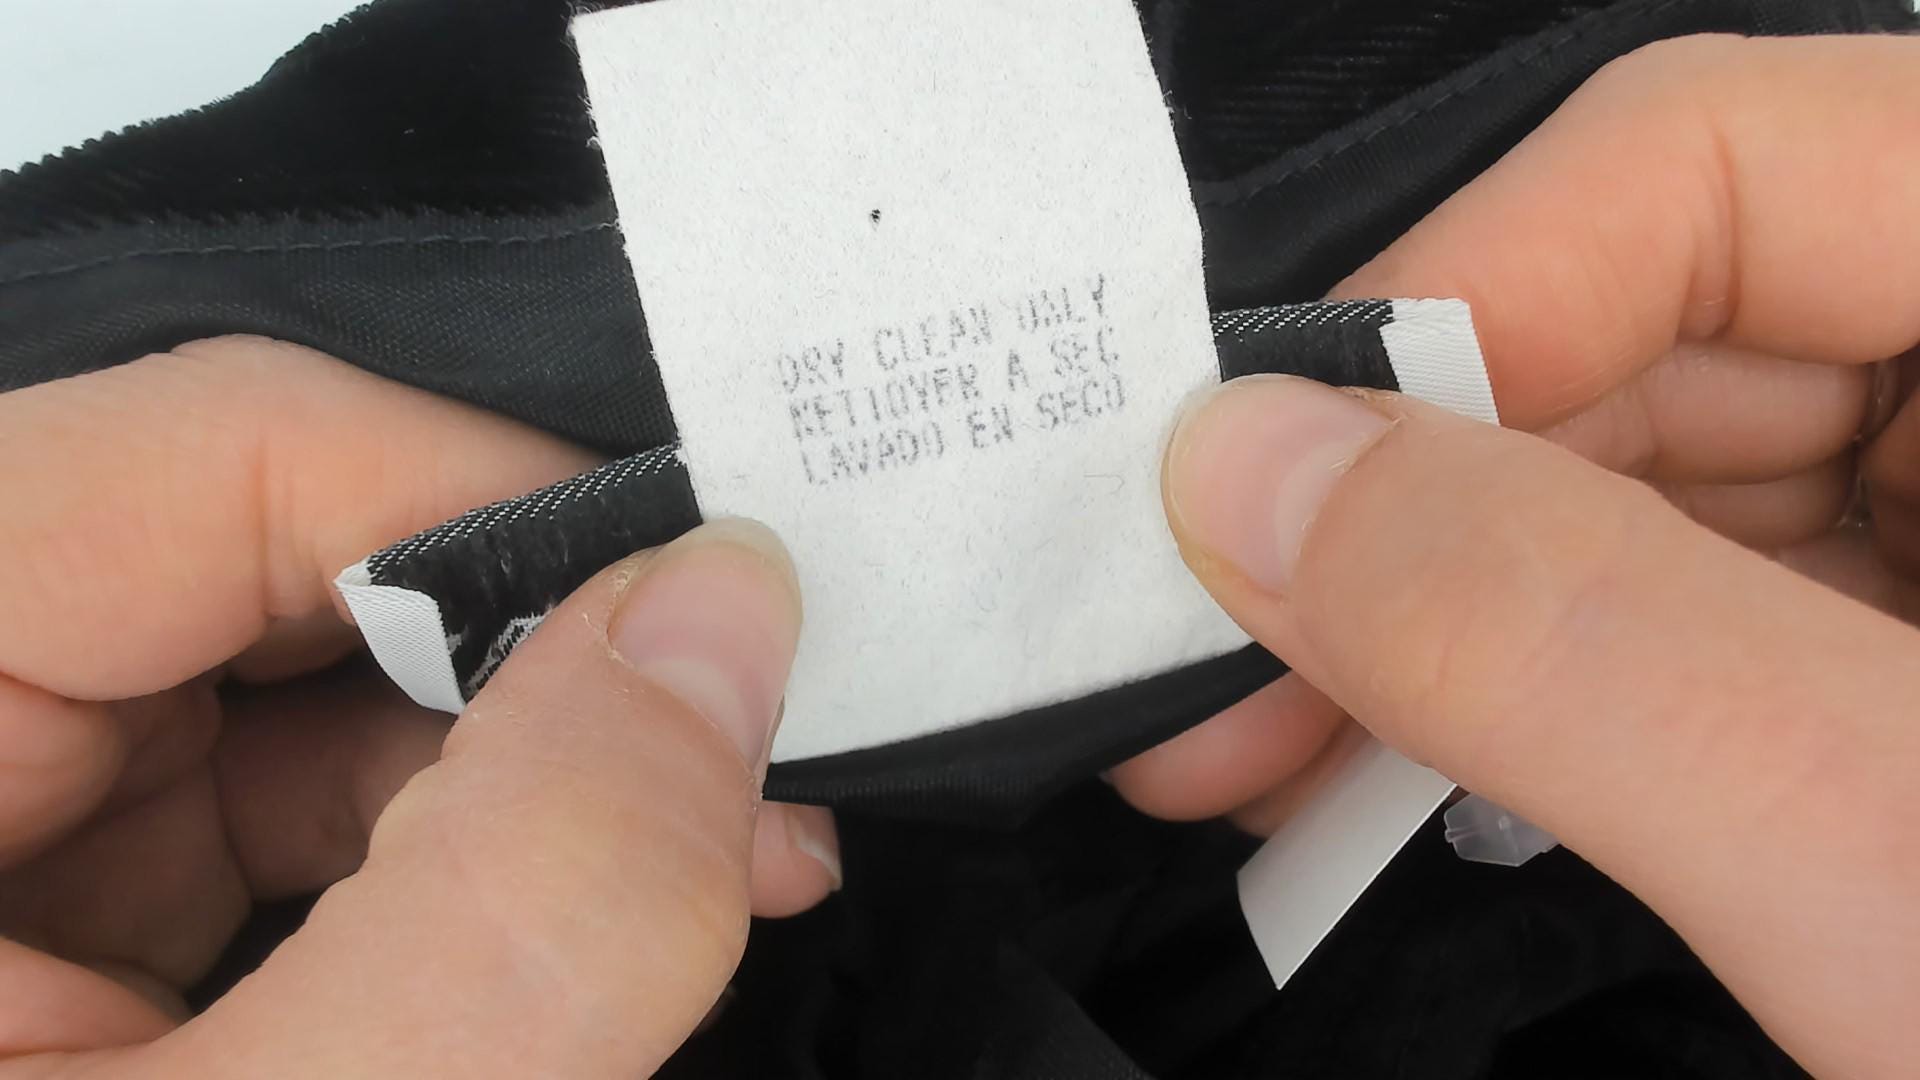 DRY CLEAN ONLY
NETTOYER A SEC
LAVADO EN SECO